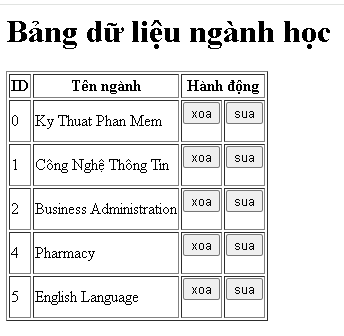 Bảng dữ liệu ngành học
ID Tên ngành Hành động
0 Ky Thuat Phan Mem xoa sua
1 Công Nghệ Thông Tin xoa sua
2 Business Administration xoa sua
4 Pharmacy xoa sua
5 English Language xoa sua